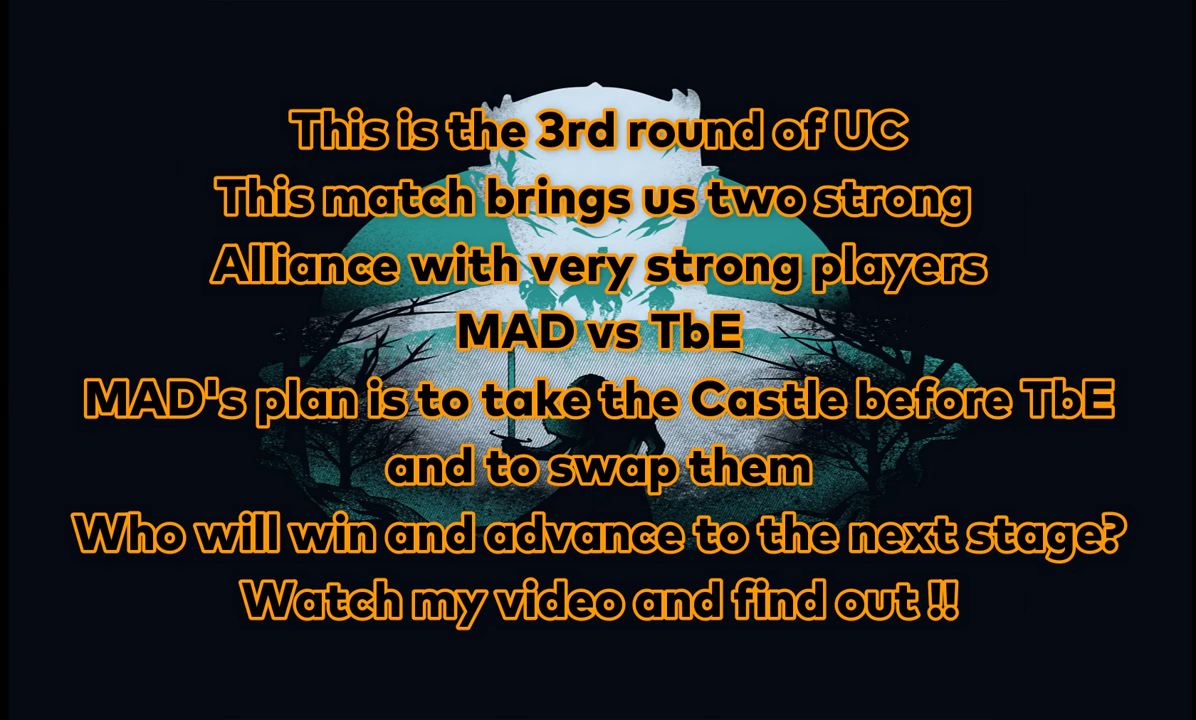 This is the 3rd round of UC
This match brings us two strong
Alliance with very strong players
MAD vs TbE
MAD's plan is to take the Castle before TbE
and to swap them
Who will win and advance to the next stage?
Watch my video and find out !!